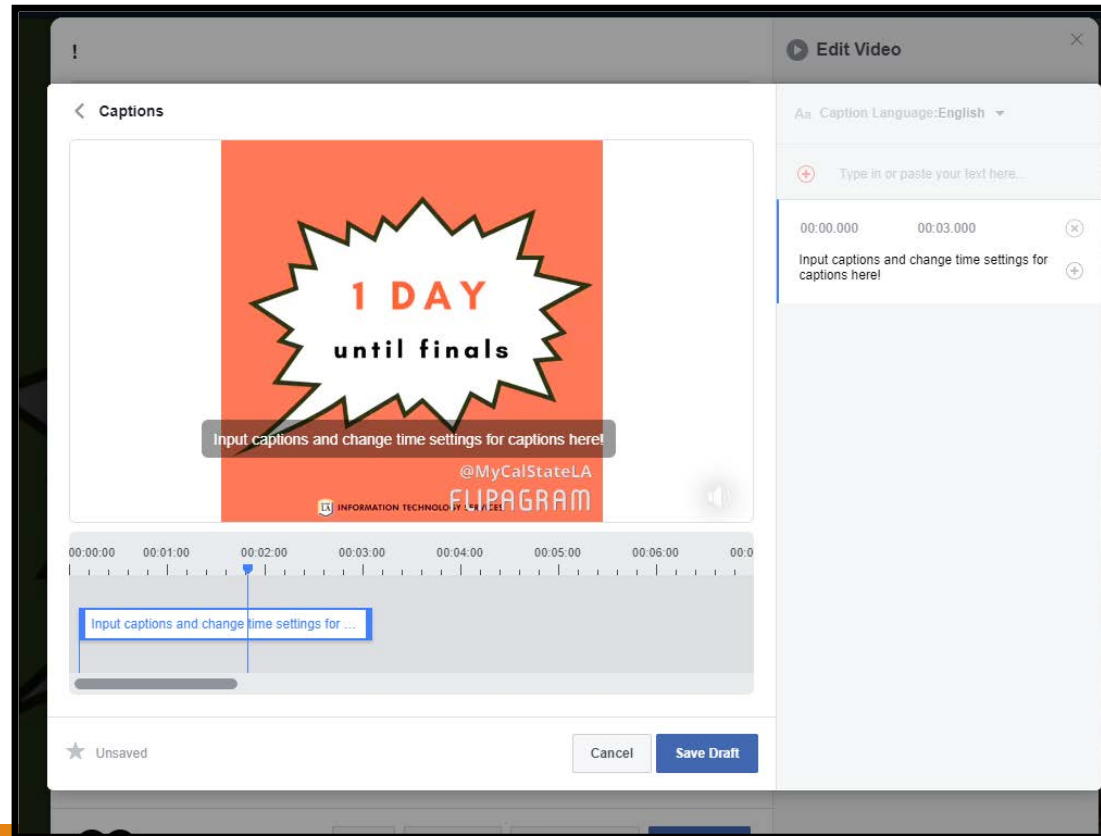 !
Edit Video
Captions
Aa Caption Language:English
Type in or paste your text here...
00:00.000 00:03.000
Input captions and change time settings for
captions here!
1 DAY
until finals
Input captions and change time settings for captions here!
@MyCalStateLA
FLIPAGRAM
LA INFORMATION TECHNOLOGY SERVICES
00:00:00 00:01:00 00:02:00 00:03:00 00:04:00 00:05:00 00:06:00 00:0
Input captions and change time settings for ...
Unsaved
Cancel Save Draft